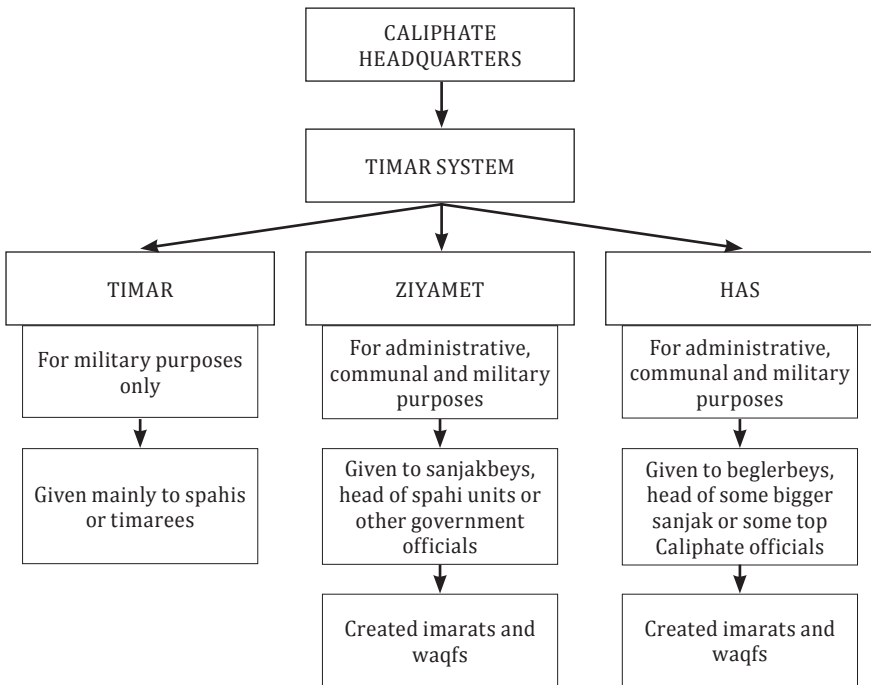 CALIPHATE
HEADQUARTERS
TIMAR SYSTEM
TIMAR
ZIYAMET
HAS
For military purposes
only
For administrative,
communal and military
purposes
For administrative,
communal and military
purposes
Given mainly to spahis
or timarees
Given to sanjakbeys,
head of spahi units or
other government
officials
Given to beglerbeys,
head of some bigger
sanjak or some top
Caliphate officials
Created imarats and
waqfs
Created imarats and
waqfs